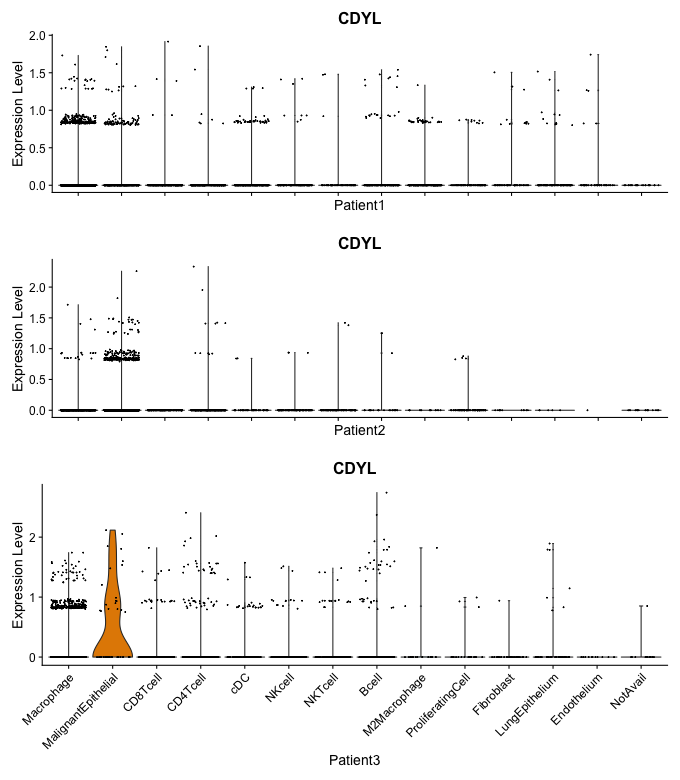 CDYL
Expression Level
2.0
1.5
1.0
0.5
0.0
Patient1
CDYL
Expression Level
2.0
1.5
1.0
0.5
0.0
Patient2
CDYL
Expression Level
2
1
0
Macrophage
MalignantEpithelial
CD8Tcell
CD4Tcell
cDC
NKcell
NKTcell
Bcell
M2Macrophage
ProliferatingCell
Fibroblast
LungEpithelium
Endothelium
NotAvail
Patient3